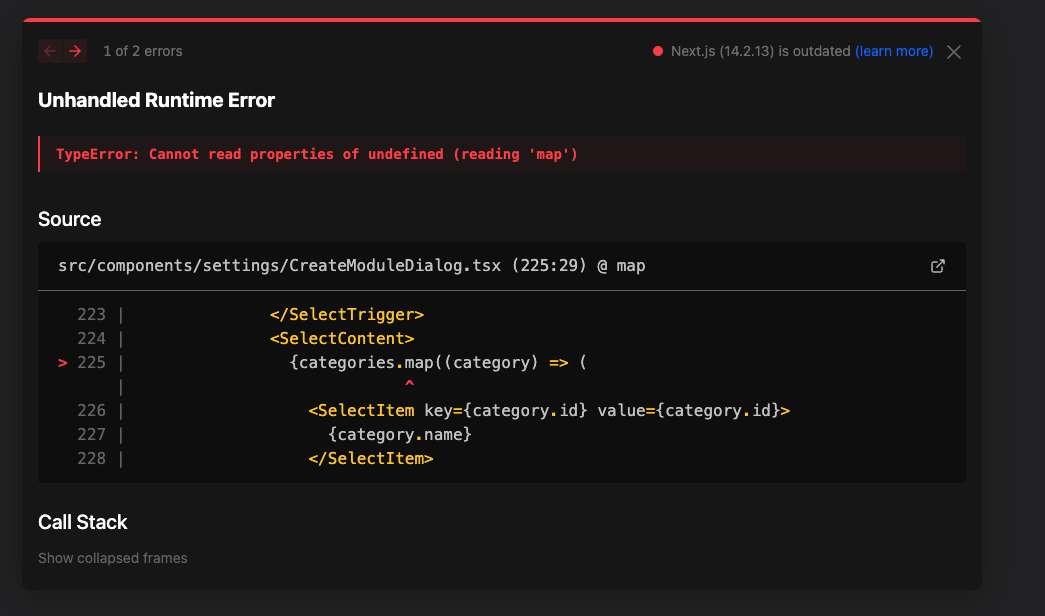 ← → 1 of 2 errors
Next.js (14.2.13) is outdated (learn more)
Unhandled Runtime Error
TypeError: Cannot read properties of undefined (reading 'map')
Source
src/components/settings/CreateModuleDialog.tsx (225:29) @ map
223 | </SelectTrigger>
224 | <SelectContent>
> 225 | {categories.map((category) => (
| ^
226 | <SelectItem key={category.id} value={category.id}>
227 | {category.name}
228 | </SelectItem>
Call Stack
Show collapsed frames